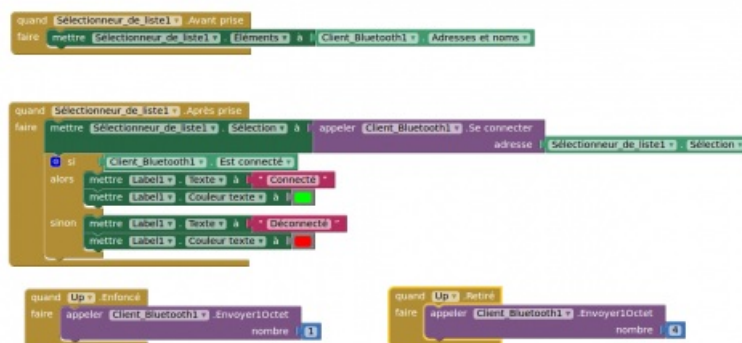 quand Sélectionneur_de_liste1 .Avant prise
faire mettre Sélectionneur_de_liste1 . Eléments à Client_Bluetooth1 . Adresses et noms
quand Sélectionneur_de_liste1 .Après prise
faire mettre Sélectionneur_de_liste1 . Sélection à appeler Client_Bluetooth1 .Se connecter
adresse Sélectionneur_de_liste1 . Sélection
si Client_Bluetooth1 . Est connecté
alors mettre Label1 . Texte à " Connecté "
mettre Label1 . Couleur texte à
sinon mettre Label1 . Texte à " Déconnecté "
mettre Label1 . Couleur texte à
quand Up .Enfoncé
faire appeler Client_Bluetooth1 .Envoyer1Octet
nombre 1
quand Up .Retiré
faire appeler Client_Bluetooth1 .Envoyer1Octet
nombre 4